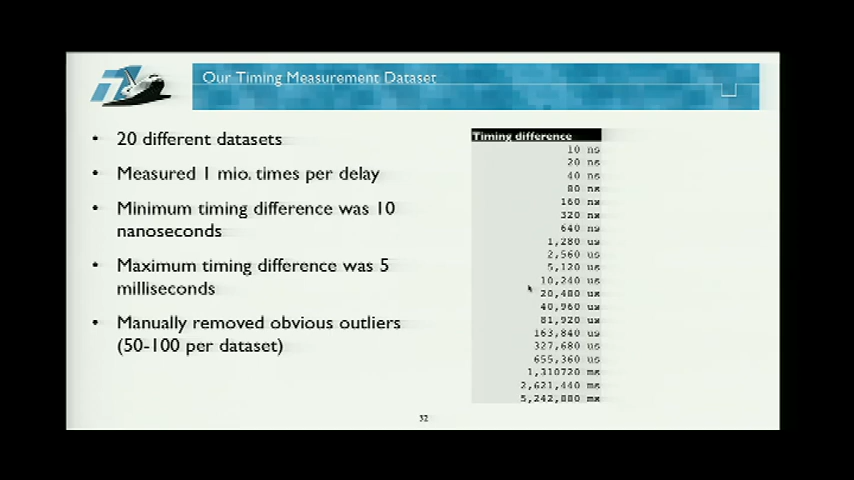 Our Timing Measurement Dataset
• 20 different datasets
• Measured 1 mio. times per delay
• Minimum timing difference was 10
nanoseconds
• Maximum timing difference was 5
milliseconds
• Manually removed obvious outliers
(50-100 per dataset)
Timing difference
10 ns
20 ns
40 ns
80 ns
160 ns
320 ns
640 ns
1,280 us
2,560 us
5,120 us
10,240 us
20,480 us
40,960 us
81,920 us
163,840 us
327,680 us
655,360 us
1,310720 ms
2,621,440 ms
5,242,880 ms
32